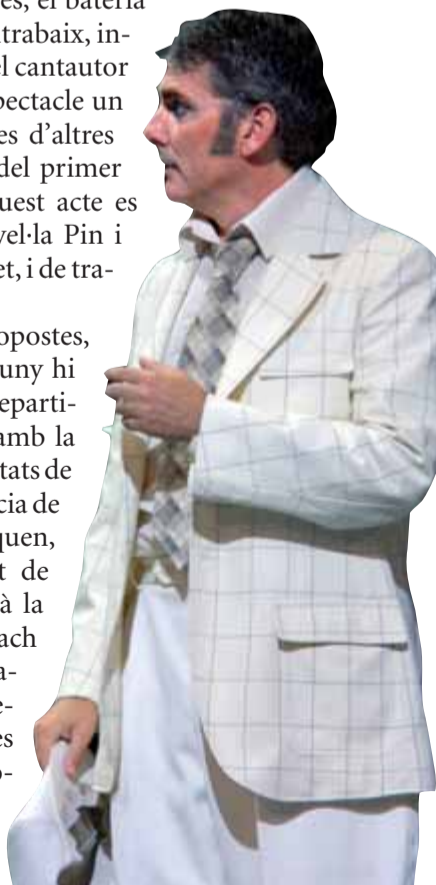 el bateria
trabaix, in-
el cantautor
pectacle un
es d’altres
del primer
uest acte es
vel·la Pin i
et, i de tra-
opostes,
uny hi
eparti-
amb la
tats de
cia de
quen,
t de
à la
ach
a-
e-
es
o-